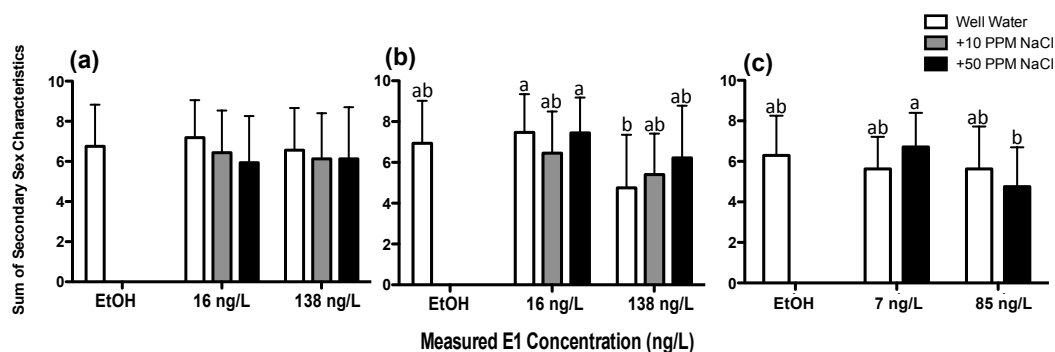 Well Water
+10 PPM NaCl
+50 PPM NaCl
(a)
(b)
(c)
Sum of Secondary Sex Characteristics
10
8
6
4
2
0
EtOH
16 ng/L
138 ng/L
10
8
6
4
2
0
ab
a
ab
a
b
ab
ab
EtOH
16 ng/L
138 ng/L
10
8
6
4
2
0
ab
ab
a
ab
b
EtOH
7 ng/L
85 ng/L
Measured E1 Concentration (ng/L)